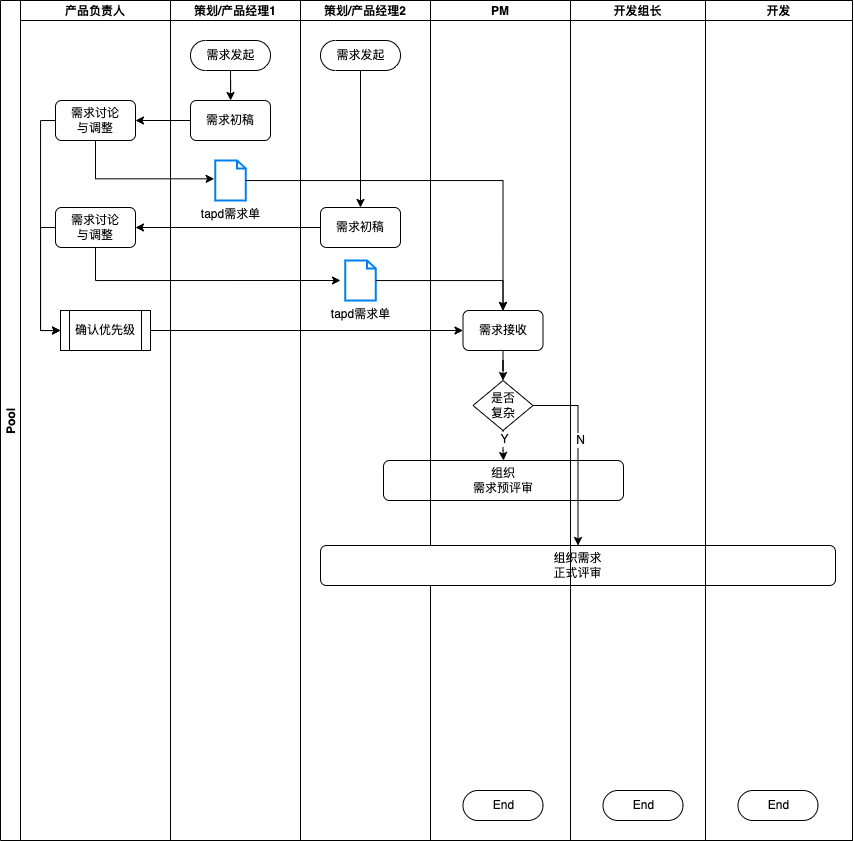 产品负责人
策划/产品经理1
策划/产品经理2
PM
开发组长
开发
Pool
需求发起
需求发起
需求讨论
与调整
需求初稿
tapd需求单
需求讨论
与调整
需求初稿
tapd需求单
确认优先级
需求接收
是否
复杂
Y
N
组织
需求预评审
组织需求
正式评审
End
End
End